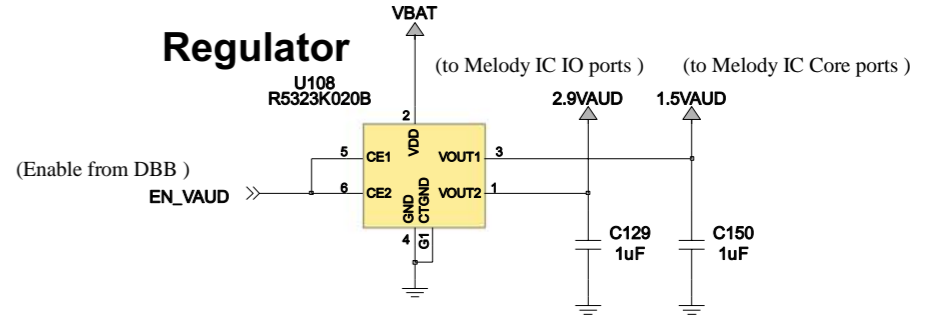 VBAT
Regulator
(to Melody IC IO ports )
(to Melody IC Core ports )
U108
R5323K020B
2.9VAUD
1.5VAUD
2
VDD
(Enable from DBB )
5
CE1
VOUT1
3
EN_VAUD
6
CE2
VOUT2
1
GND
CTGND
4
G1
C129
1uF
C150
1uF